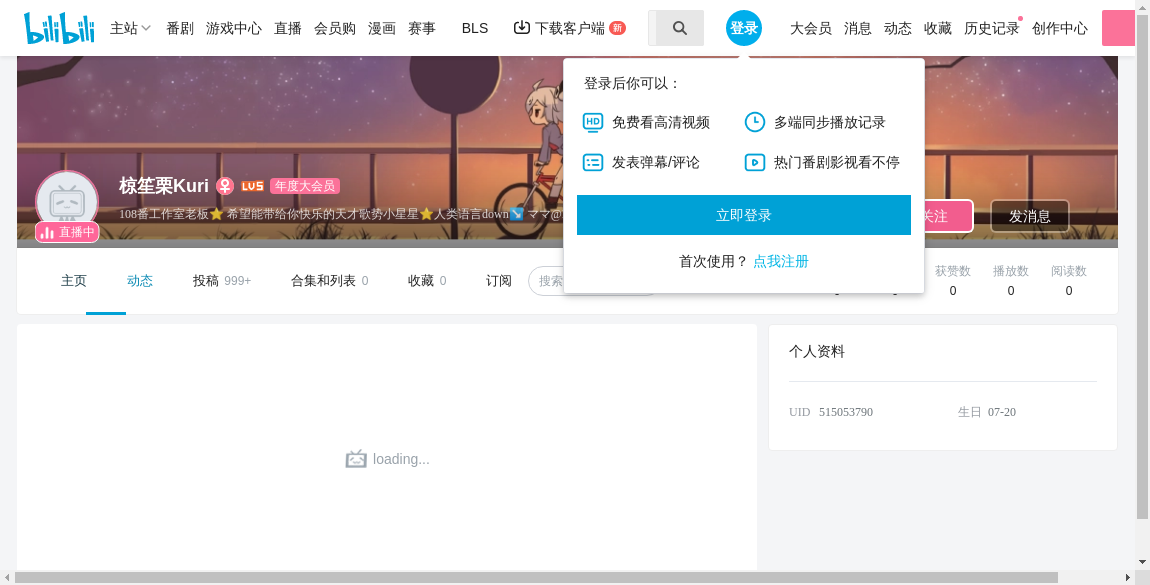 bilibili 主站 番剧 游戏中心 直播 会员购 漫画 赛事 BLS 下载客户端 新 登录 大会员 消息 动态 收藏 历史记录 创作中心
登录后你可以：
HD 免费看高清视频 多端同步播放记录
发表弹幕/评论 热门番剧影视看不停
立即登录
首次使用？ 点我注册
椋笙栗Kuri LV5 年度大会员
108番工作室老板⭐ 希望能带给你快乐的天才歌势小星星⭐人类语言down↘ ママ@
直播中
关注 发消息
主页 动态 投稿 999+ 合集和列表 0 收藏 0 订阅 搜索
获赞数 播放数 阅读数
0 0 0
个人资料
UID 515053790 生日 07-20
loading...